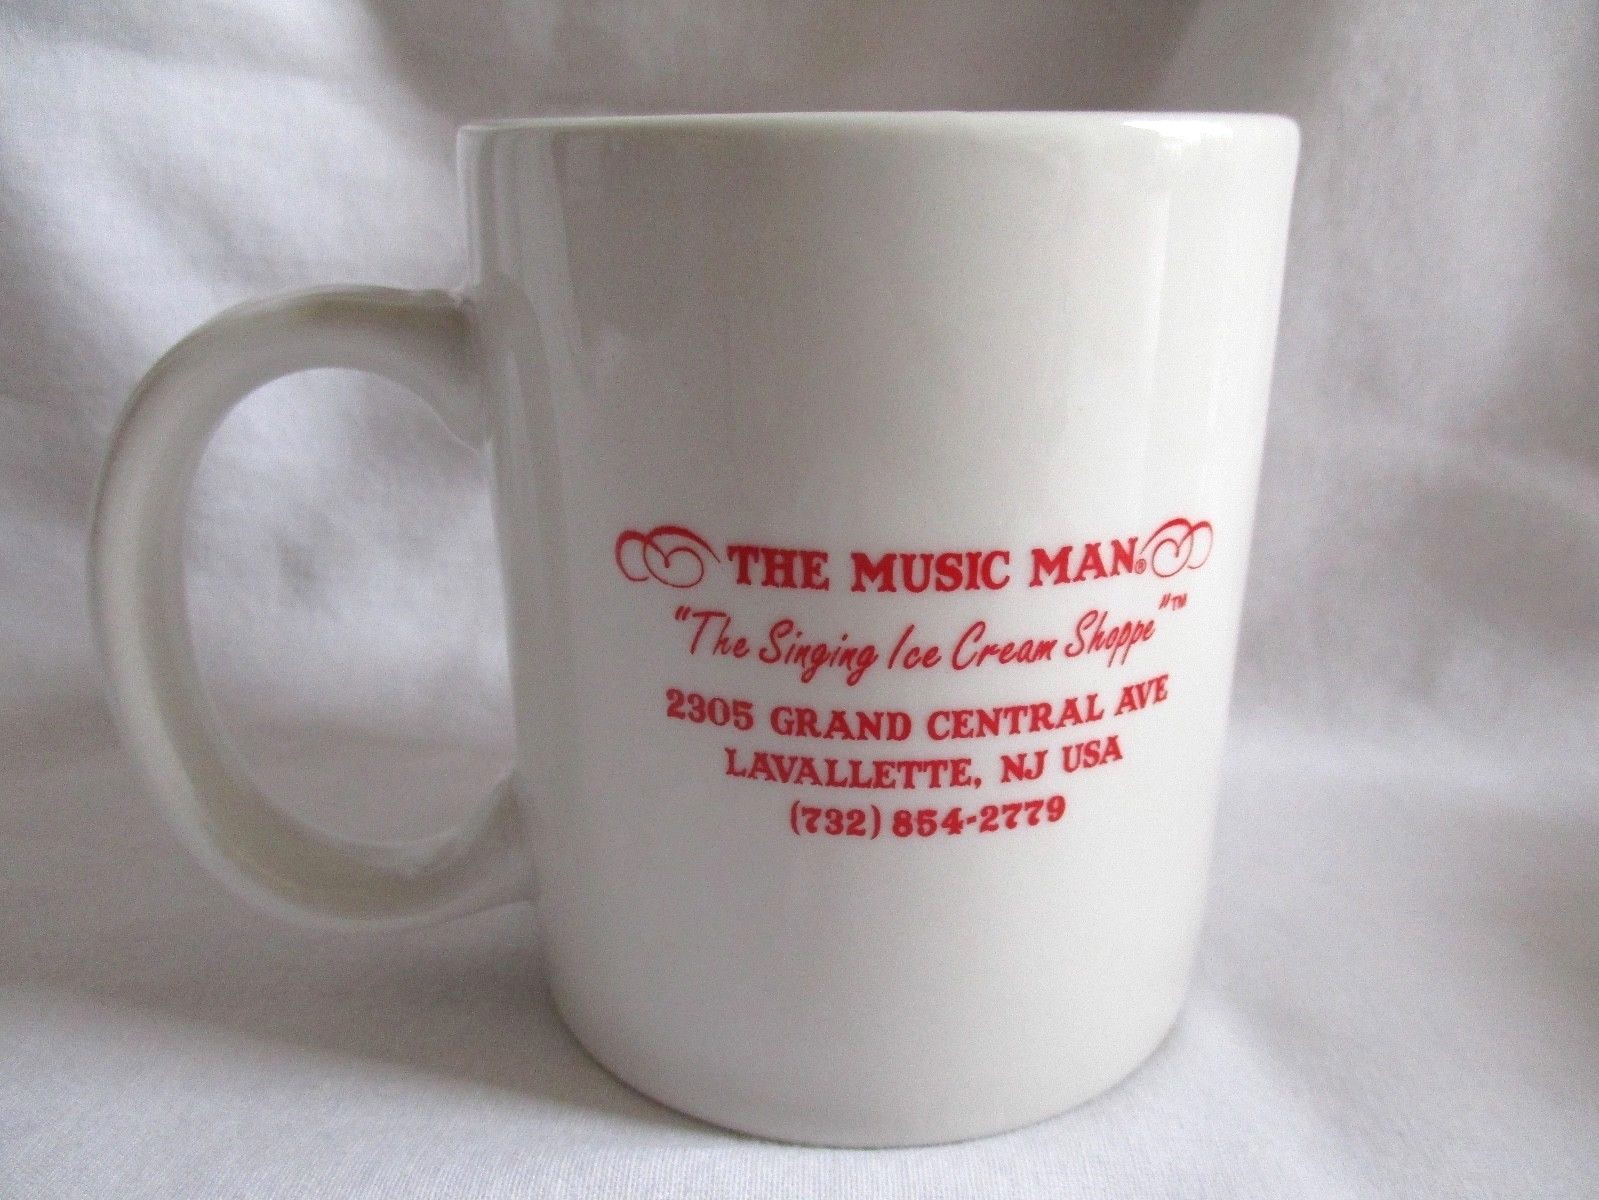 THE MUSIC MAN®
"The Singing Ice Cream Shoppe"™
2305 GRAND CENTRAL AVE
LAVALLETTE, NJ USA
(732) 854-2779